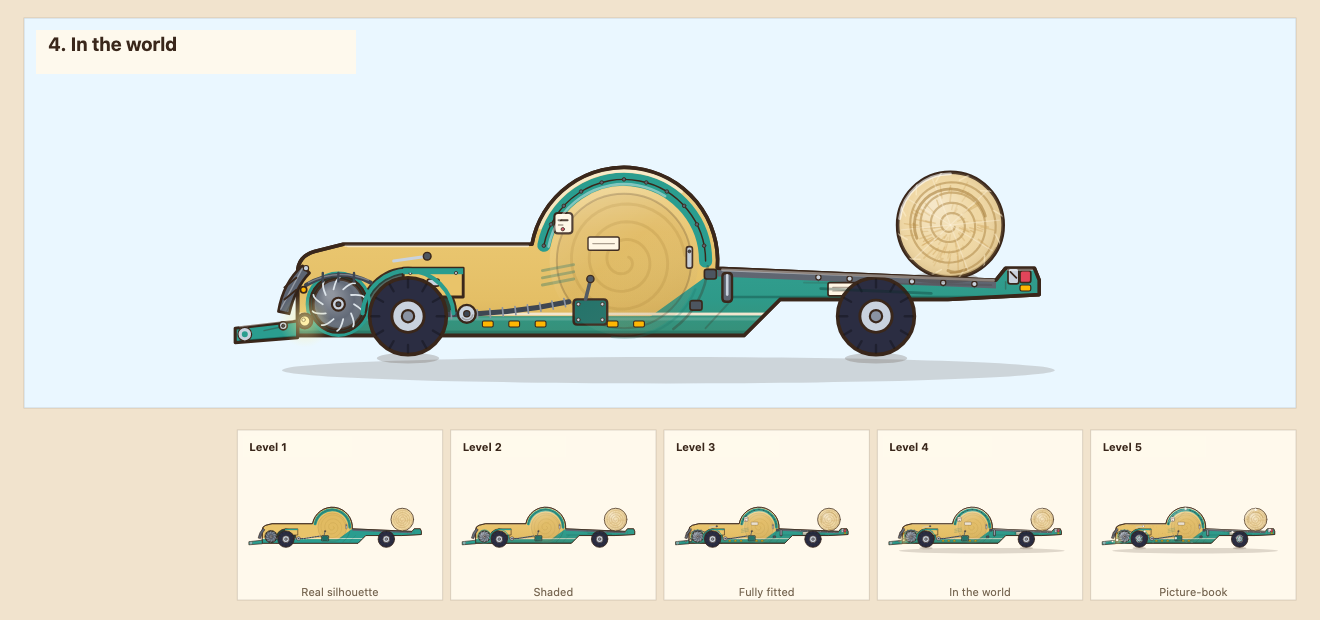 4. In the world
Level 1
Level 2
Level 3
Level 4
Level 5
Real silhouette
Shaded
Fully fitted
In the world
Picture-book